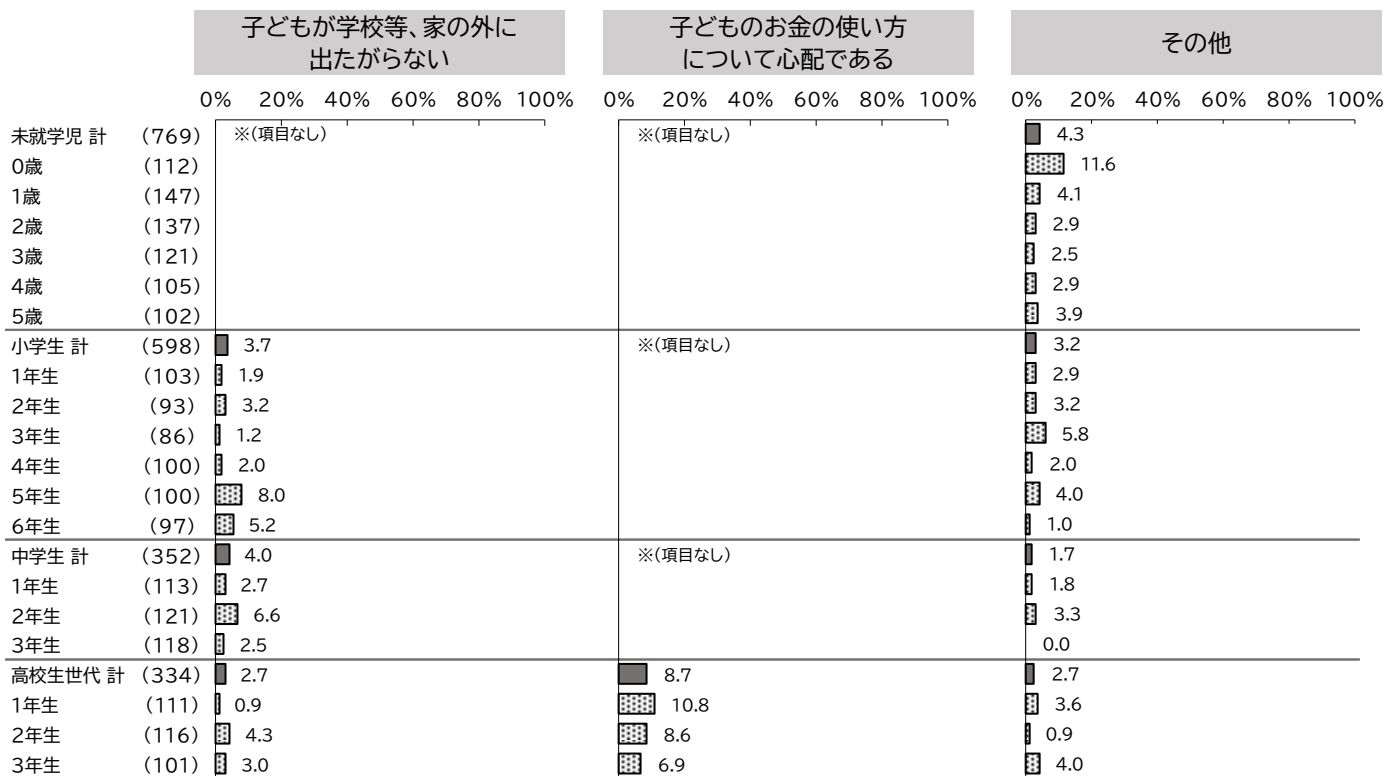 子どもが学校等、家の外に
出たがらない
子どものお金の使い方
について心配である
その他
0% 20% 40% 60% 80% 100% 0% 20% 40% 60% 80% 100% 0% 20% 40% 60% 80% 100%
未就学児 計 (769) ※(項目なし) ※(項目なし) 4.3
0歳 (112) 11.6
1歳 (147) 4.1
2歳 (137) 2.9
3歳 (121) 2.5
4歳 (105) 2.9
5歳 (102) 3.9
小学生 計 (598) 3.7 ※(項目なし) 3.2
1年生 (103) 1.9 2.9
2年生 (93) 3.2 3.2
3年生 (86) 1.2 5.8
4年生 (100) 2.0 2.0
5年生 (100) 8.0 4.0
6年生 (97) 5.2 1.0
中学生 計 (352) 4.0 ※(項目なし) 1.7
1年生 (113) 2.7 1.8
2年生 (121) 6.6 3.3
3年生 (118) 2.5 0.0
高校生世代 計 (334) 2.7 8.7 2.7
1年生 (111) 0.9 10.8 3.6
2年生 (116) 4.3 8.6 0.9
3年生 (101) 3.0 6.9 4.0